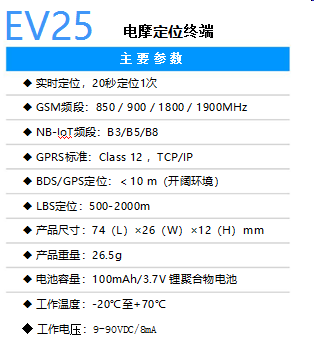 EV25 电摩定位终端
主要参数
◆ 实时定位，20秒定位1次
◆ GSM频段：850 / 900 / 1800 / 1900MHz
◆ NB-IoT频段：B3/B5/B8
◆ GPRS标准：Class 12 ，TCP/IP
◆ BDS/GPS定位：< 10 m（开阔环境）
◆ LBS定位：500-2000m
◆ 产品尺寸：74（L）×26（W）×12（H）mm
◆ 产品重量：26.5g
◆ 电池容量：100mAh/3.7V 锂聚合物电池
◆ 工作温度：-20℃至+70℃
◆ 工作电压：9-90VDC/8mA